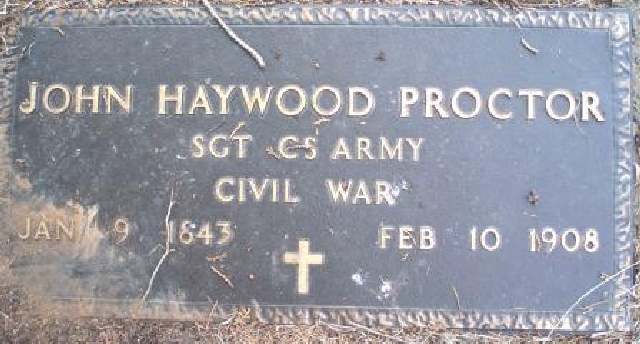 JOHN HAYWOOD PROCTOR
SGT CS ARMY
CIVIL WAR
JAN 9 1843 FEB 10 1908